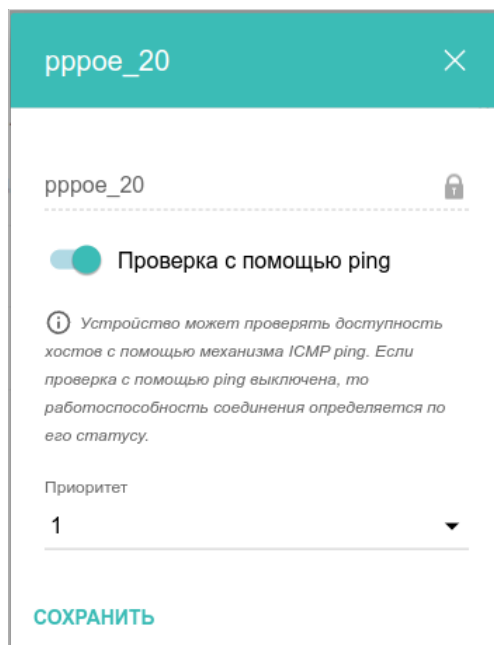 pppoe_20
pppoe_20
Проверка с помощью ping
Устройство может проверять доступность
хостов с помощью механизма ICMP ping. Если
проверка с помощью ping выключена, то
работоспособность соединения определяется по
его статусу.
Приоритет
1
СОХРАНИТЬ